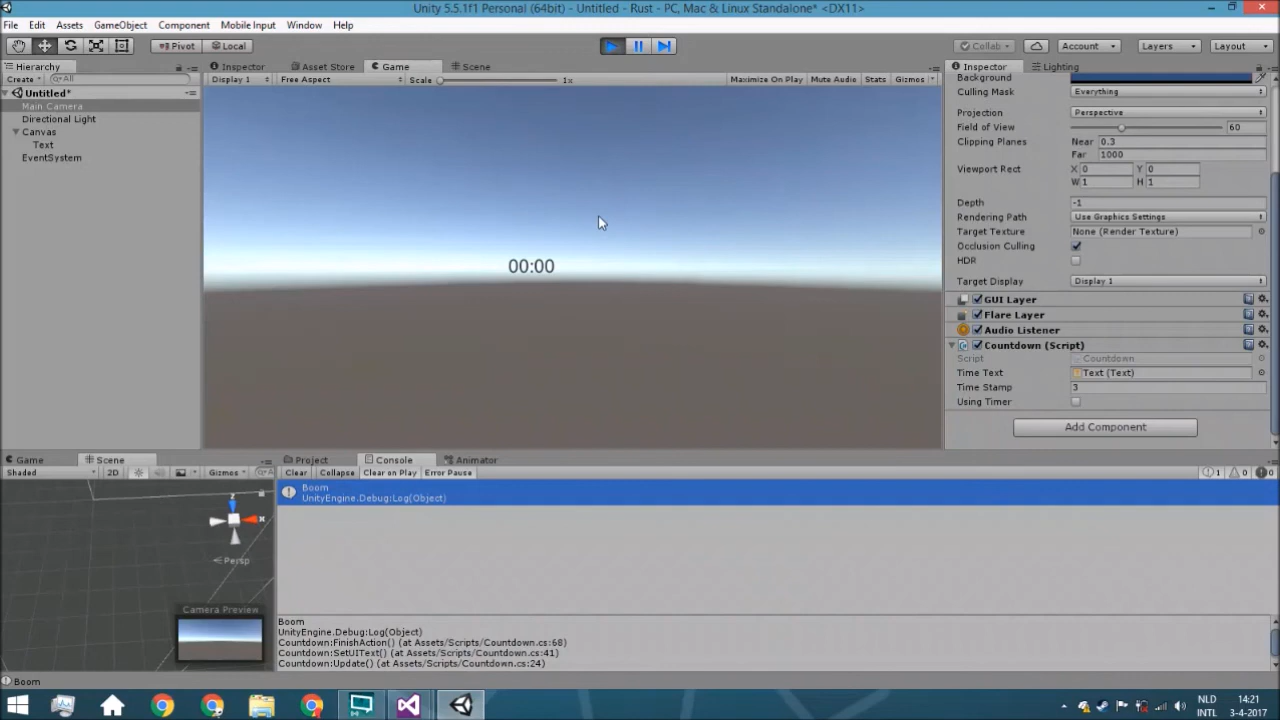 Unity 5.5.1f1 Personal (64bit) - Untitled - Rust - PC, Mac & Linux Standalone* <DX11>
File Edit Assets GameObject Component Mobile Input Window Help
Pivot Local Collab Account Layers Layout
Hierarchy Inspector Asset Store Game Scene Inspector Lighting
Create All Display 1 Free Aspect Scale 1x Maximize On Play Mute Audio Stats Gizmos
Untitled*
Main Camera
Directional Light
Canvas
Text
EventSystem
00:00
Background
Culling Mask Everything
Projection Perspective
Field of View 60
Clipping Planes Near 0.3
Far 1000
Viewport Rect X 0 Y 0
W 1 H 1
Depth -1
Rendering Path Use Graphics Settings
Target Texture None (Render Texture)
Occlusion Culling
HDR
Target Display Display 1
GUI Layer
Flare Layer
Audio Listener
Countdown (Script)
Script Countdown
Time Text Text (Text)
Time Stamp 3
Using Timer
Add Component
Game Scene Project Console Animator
Shaded 2D Gizmos Clear Collapse Clear on Play Error Pause 1 0 0
Boom
UnityEngine.Debug:Log(Object)
z
x
Persp
Camera Preview
Boom
UnityEngine.Debug:Log(Object)
Countdown:FinishAction() (at Assets/Scripts/Countdown.cs:68)
Countdown:SetUIText() (at Assets/Scripts/Countdown.cs:41)
Countdown:Update() (at Assets/Scripts/Countdown.cs:24)
Boom
NLD 14:21
INTL 3-4-2017